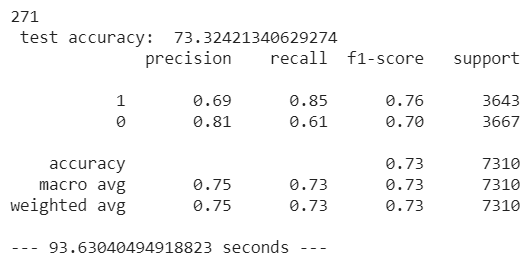 271
test accuracy: 73.32421340629274
precision recall f1-score support
1 0.69 0.85 0.76 3643
0 0.81 0.61 0.70 3667
accuracy 0.73 7310
macro avg 0.75 0.73 0.73 7310
weighted avg 0.75 0.73 0.73 7310
--- 93.63040494918823 seconds ---